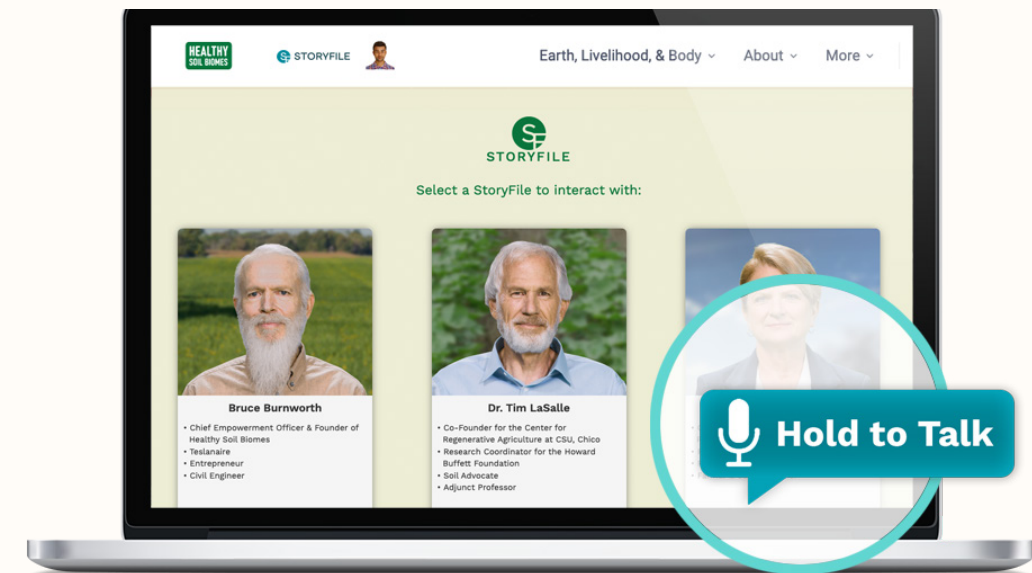 HEALTHY
SOIL BIOMES
STORYFILE
Earth, Livelihood, & Body
About
More
STORYFILE
Select a StoryFile to interact with:
Bruce Burnworth
• Chief Empowerment Officer & Founder of
Healthy Soil Biomes
• Teslanaire
• Entrepreneur
• Civil Engineer
Dr. Tim LaSalle
• Co-Founder for the Center for
Regenerative Agriculture at CSU, Chico
• Research Coordinator for the Howard
Buffett Foundation
• Soil Advocate
• Adjunct Professor
Hold to Talk